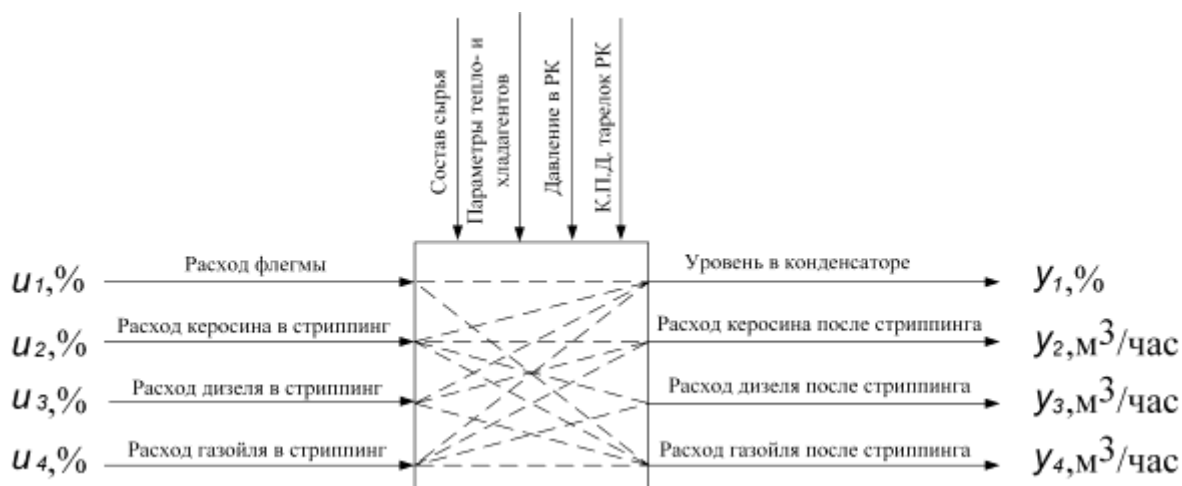 Состав сырья
Параметры тепло- и
хладагентов
Давление в РК
К.П.Д. тарелок РК
u₁,%
Расход флегмы
Уровень в конденсаторе
y₁,%
u₂,%
Расход керосина в стриппинг
Расход керосина после стриппинга
y₂,м³/час
u₃,%
Расход дизеля в стриппинг
Расход дизеля после стриппинга
y₃,м³/час
u₄,%
Расход газойля в стриппинг
Расход газойля после стриппинга
y₄,м³/час